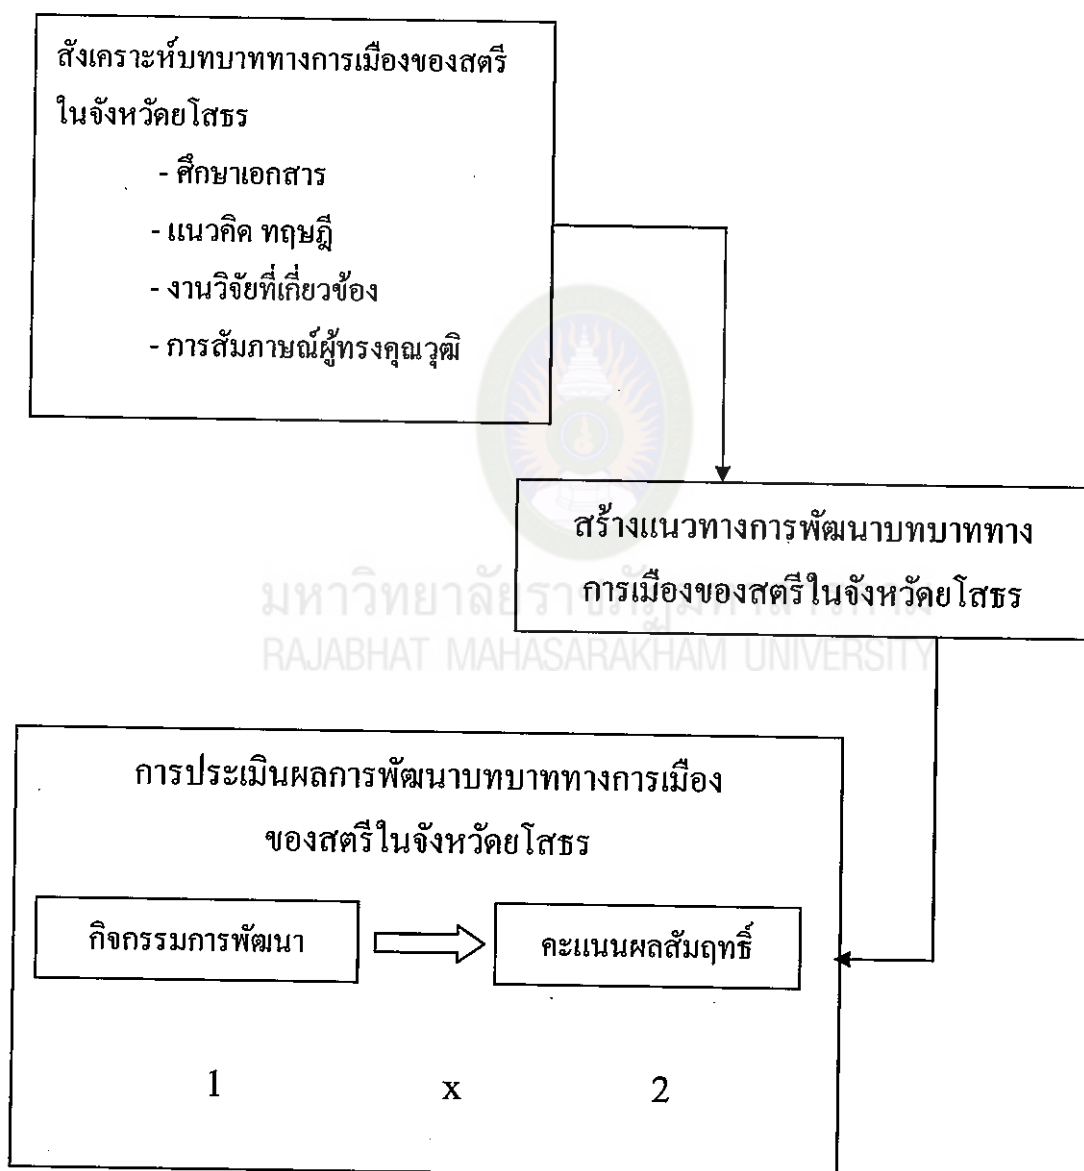 สังเคราะห์บทบาททางการเมืองของสตรี
ในจังหวัดยโสธร
- ศึกษาเอกสาร
- แนวคิด ทฤษฎี
- งานวิจัยที่เกี่ยวข้อง
- การสัมภาษณ์ผู้ทรงคุณวุฒิ
สร้างแนวทางการพัฒนาบทบาททาง
การเมืองของสตรีในจังหวัดยโสธร
มหาวิทยาลัยราชภัฏมหาสารคาม
RAJABHAT MAHASARAKHAM UNIVERSITY
การประเมินผลการพัฒนาบทบาททางการเมือง
ของสตรีในจังหวัดยโสธร
กิจกรรมการพัฒนา
คะแนนผลสัมฤทธิ์
1 x 2